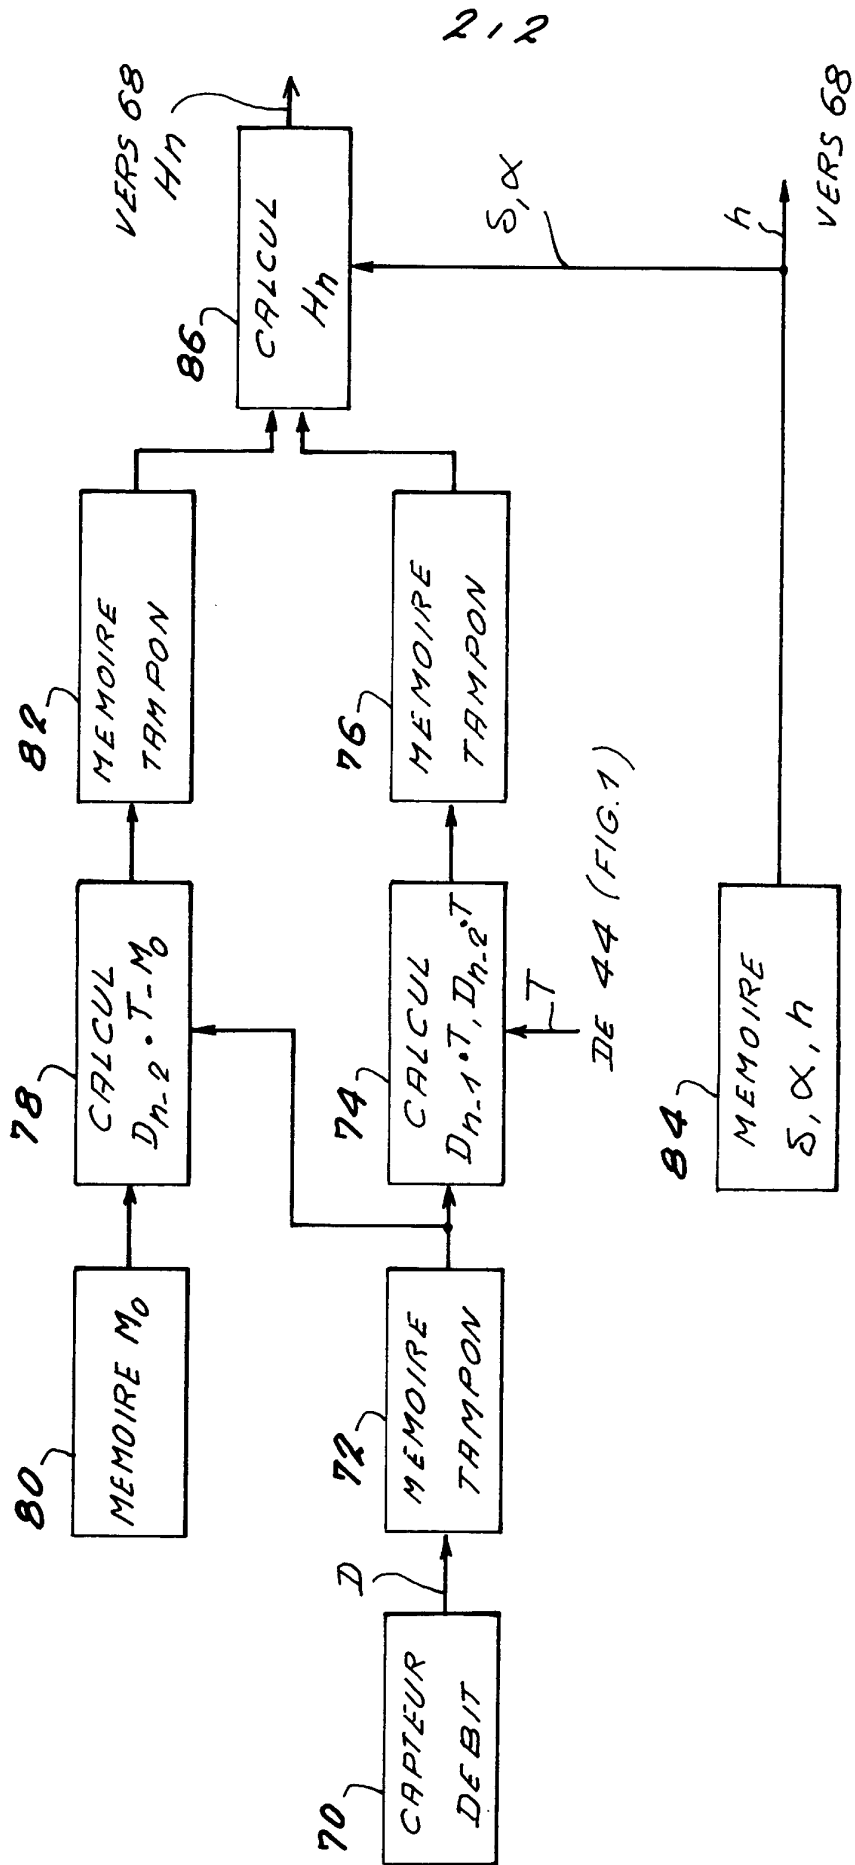 2,2
80
MEMOIRE M₀
78
CALCUL
Dₙ₋₂·T-M₀
82
MEMOIRE
TAMPON
86
CALCUL
Hn
VERS 68
Hn
70
CAPTEUR
DEBIT
D
72
MEMOIRE
TAMPON
74
CALCUL
Dₙ₋₁·T, Dₙ₋₂·T
T
DE 44 (FIG.1)
76
MEMOIRE
TAMPON
δ,α
84
MEMOIRE
δ,α,h
h
VERS 68